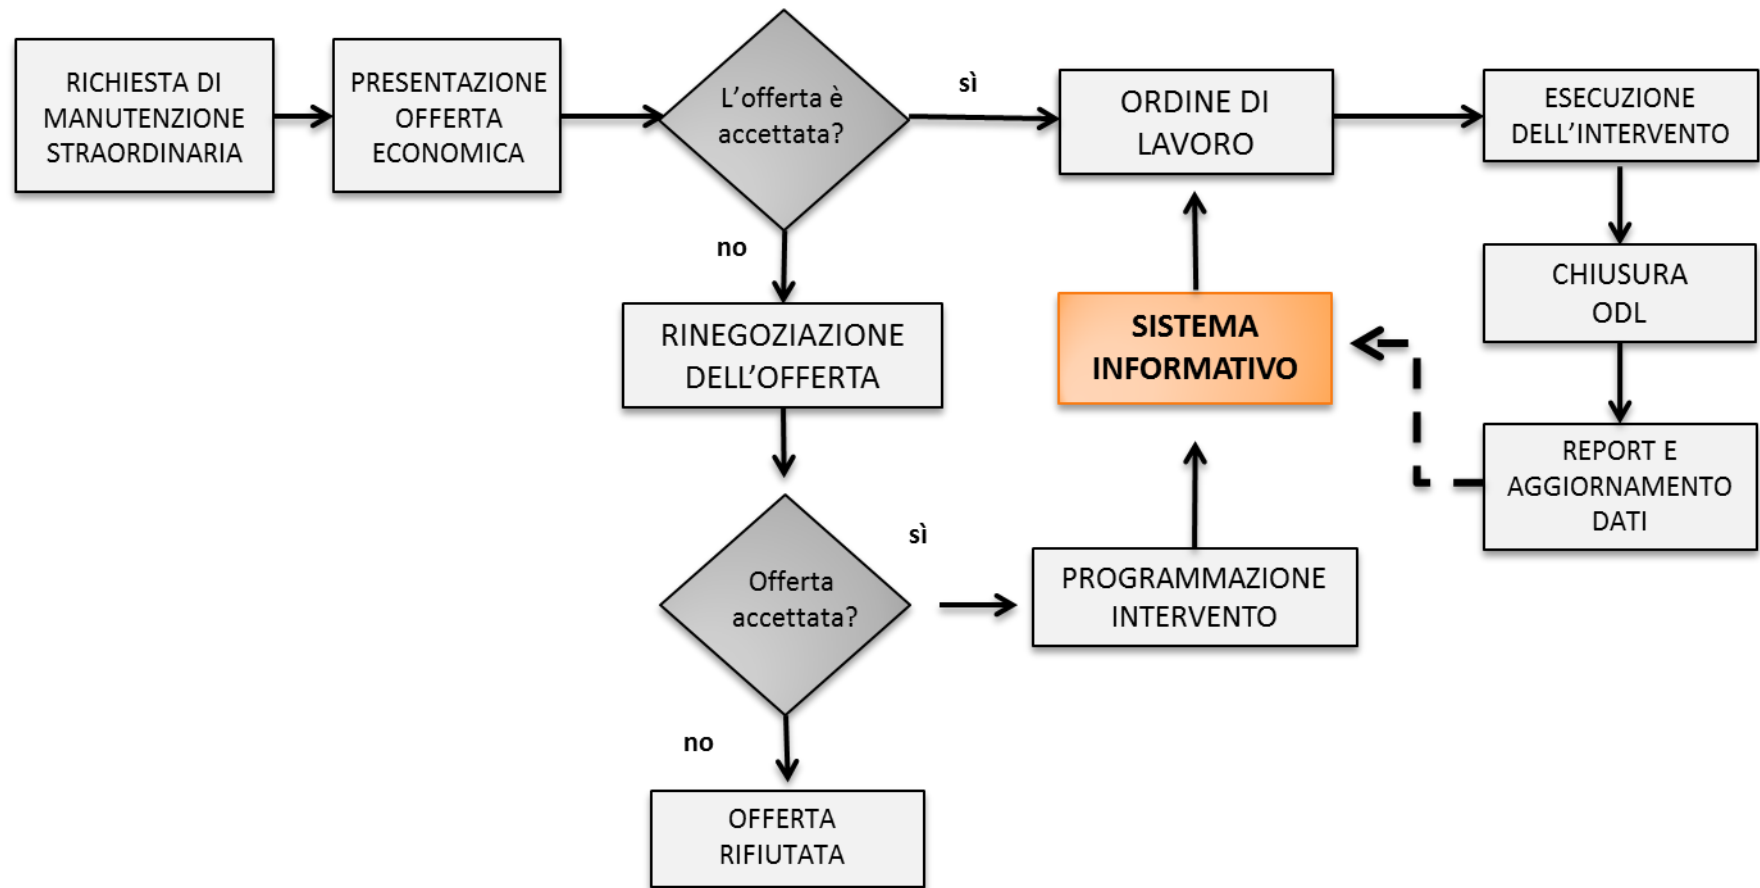 RICHIESTA DI
MANUTENZIONE
STRAORDINARIA
PRESENTAZIONE
OFFERTA
ECONOMICA
L’offerta è
accettata?
sì
ORDINE DI
LAVORO
ESECUZIONE
DELL’INTERVENTO
no
RINEGOZIAZIONE
DELL’OFFERTA
SISTEMA
INFORMATIVO
CHIUSURA
ODL
REPORT E
AGGIORNAMENTO
DATI
Offerta
accettata?
sì
PROGRAMMAZIONE
INTERVENTO
no
OFFERTA
RIFIUTATA